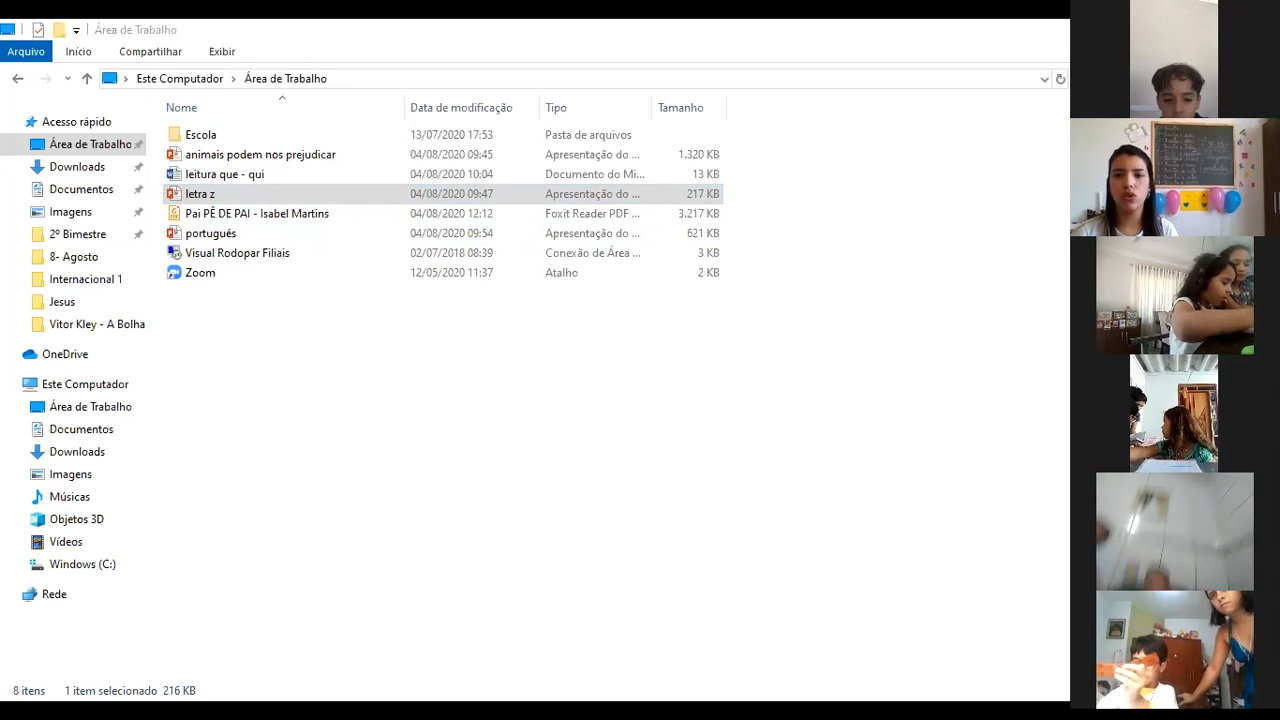 Área de Trabalho
Arquivo Início Compartilhar Exibir
Este Computador > Área de Trabalho
Nome Data de modificação Tipo Tamanho
Escola 13/07/2020 17:53 Pasta de arquivos
animais podem nos prejudicar 04/08/2020 09:45 Apresentação do ... 1.320 KB
leitura que - qui 04/08/2020 10:04 Documento do Mi... 13 KB
letra z 04/08/2020 09:47 Apresentação do ... 217 KB
Pai PÊ DE PAI - Isabel Martins 04/08/2020 12:12 Foxit Reader PDF ... 3.217 KB
português 04/08/2020 09:54 Apresentação do ... 621 KB
Visual Rodopar Filiais 02/07/2018 08:39 Conexão de Área ... 3 KB
Zoom 12/05/2020 11:37 Atalho 2 KB
Acesso rápido
Área de Trabalho
Downloads
Documentos
Imagens
2º Bimestre
8- Agosto
Internacional 1
Jesus
Vitor Kley - A Bolha
OneDrive
Este Computador
Área de Trabalho
Documentos
Downloads
Imagens
Músicas
Objetos 3D
Vídeos
Windows (C:)
Rede
8 itens 1 item selecionado 216 KB